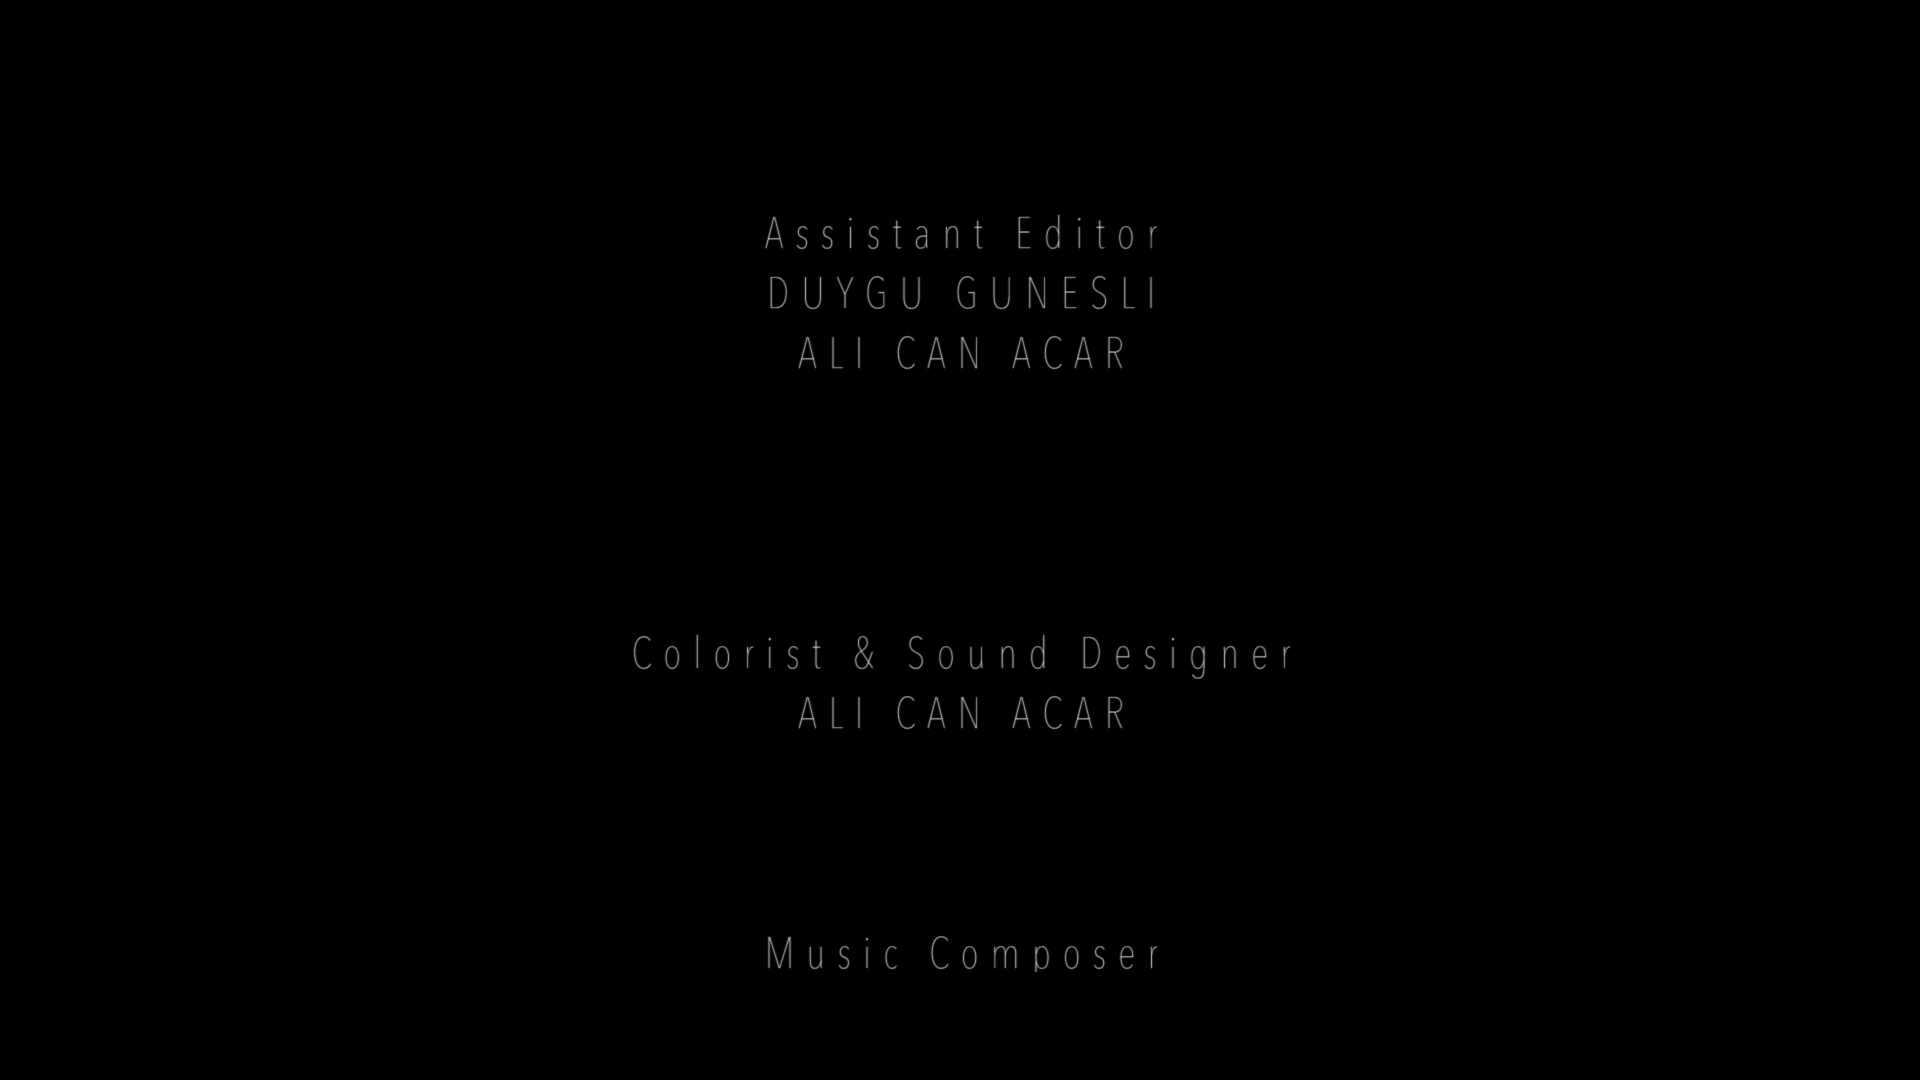 Assistant Editor
DUYGU GUNESLI
ALI CAN ACAR
Colorist & Sound Designer
ALI CAN ACAR
Music Composer